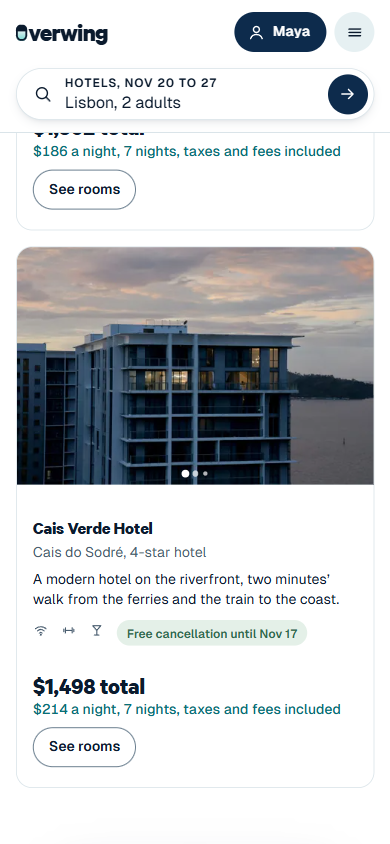 overwing
Maya
HOTELS, NOV 20 TO 27
Lisbon, 2 adults
total
$186 a night, 7 nights, taxes and fees included
See rooms
Cais Verde Hotel
Cais do Sodré, 4-star hotel
A modern hotel on the riverfront, two minutes’
walk from the ferries and the train to the coast.
Free cancellation until Nov 17
$1,498 total
$214 a night, 7 nights, taxes and fees included
See rooms